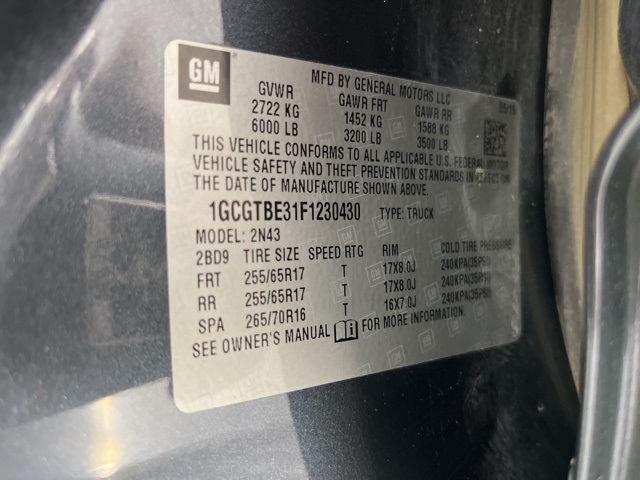 GM
MFD BY GENERAL MOTORS LLC
GVWR GAWR FRT GAWR RR
2722 KG 1452 KG 1588 KG
6000 LB 3200 LB 3500 LB
THIS VEHICLE CONFORMS TO ALL APPLICABLE U.S. FEDERAL MOTOR
VEHICLE SAFETY AND THEFT PREVENTION STANDARDS IN EFFECT ON
THE DATE OF MANUFACTURE SHOWN ABOVE.
1GCGTBE31F1230430 TYPE: TRUCK
MODEL: 2N43
2BD9 TIRE SIZE SPEED RTG RIM COLD TIRE PRESSURE
FRT 255/65R17 T 17X8.0J 240KPA(35PSI)
RR 255/65R17 T 17X8.0J 240KPA(35PSI)
SPA 265/70R16 T 16X7.0J 240KPA(35PSI)
SEE OWNER'S MANUAL FOR MORE INFORMATION.